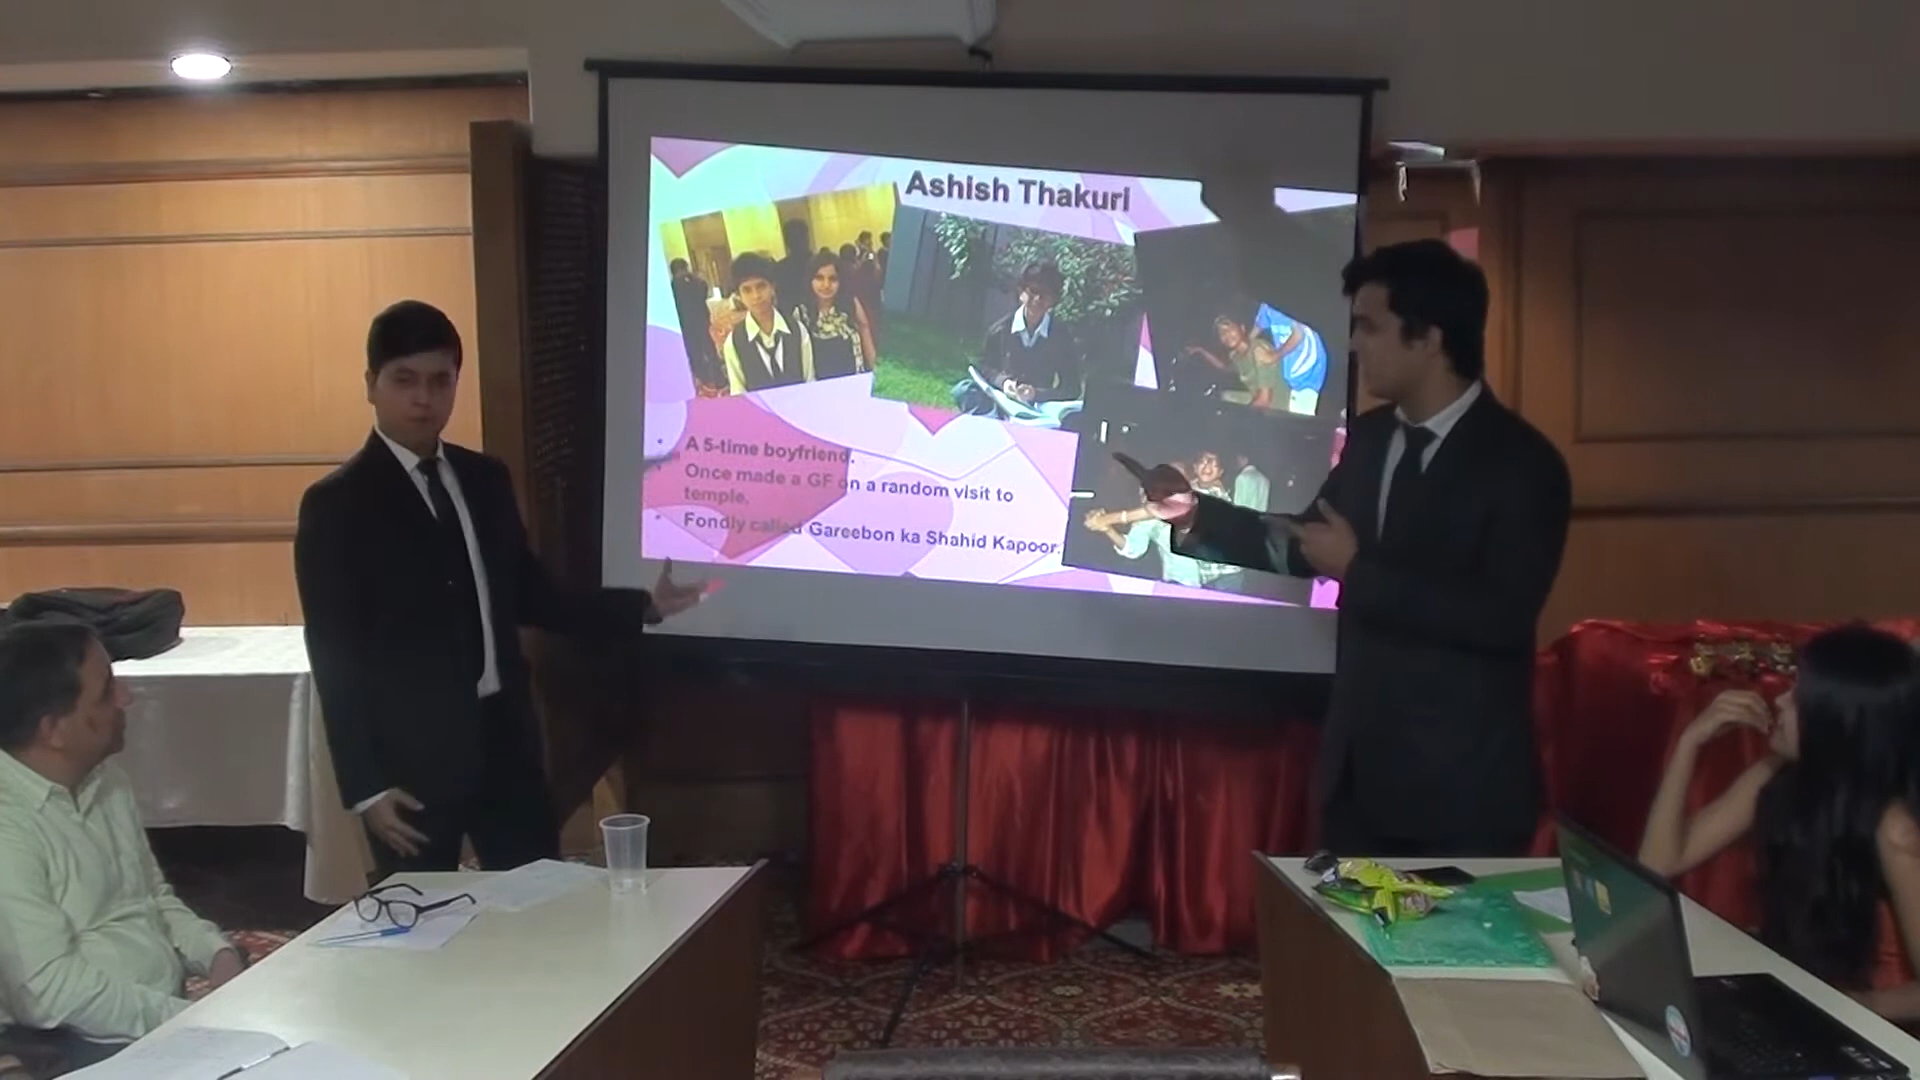 Ashish Thakuri
A 5-time boyfriend.
Once made a GF on a random visit to
temple.
Fondly called Gareebon ka Shahid Kapoor.